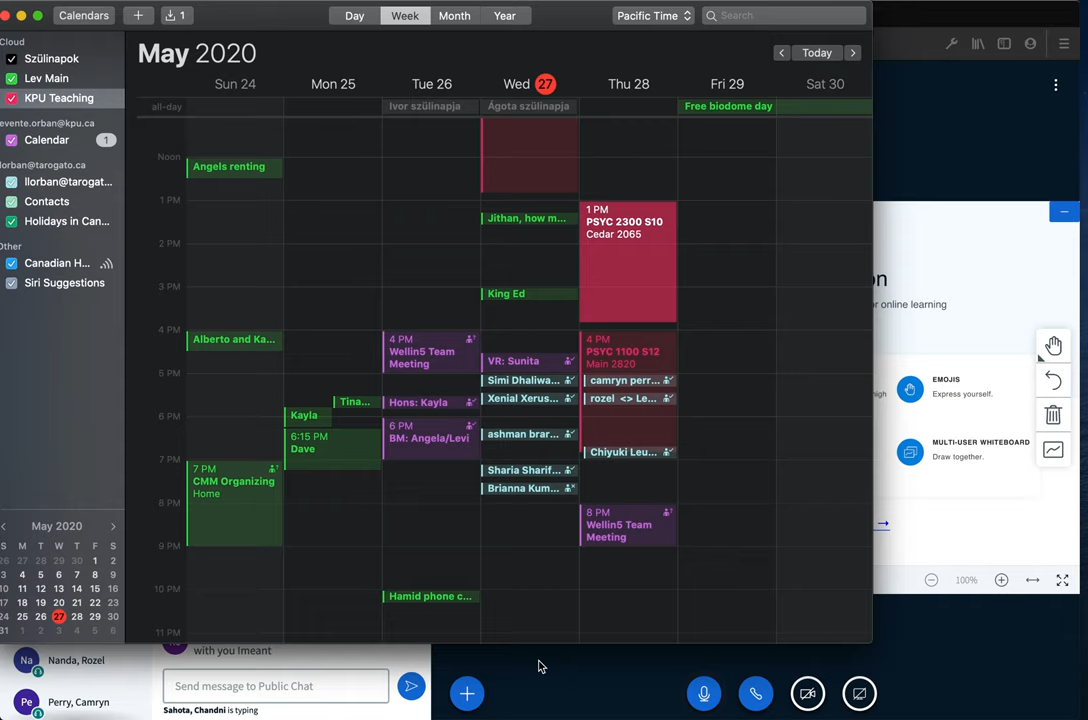 Calendars
1
Day
Week
Month
Year
Pacific Time
Search
Cloud
Szülinapok
Lev Main
KPU Teaching
evente.orban@kpu.ca
Calendar
1
lorban@tarogato.ca
llorban@tarogat...
Contacts
Holidays in Can...
Other
Canadian H...
Siri Suggestions
May 2020
Today
Sun 24
Mon 25
Tue 26
Wed 27
Thu 28
Fri 29
Sat 30
all-day
Ivor szülinapja
Ágota szülinapja
Free biodome day
Noon
1 PM
2 PM
3 PM
4 PM
5 PM
6 PM
7 PM
8 PM
9 PM
10 PM
11 PM
Angels renting
Alberto and Ka...
7 PM
CMM Organizing
Home
Tina...
Kayla
6:15 PM
Dave
4 PM
Wellin5 Team
Meeting
Hons: Kayla
6 PM
BM: Angela/Levi
Hamid phone c...
Jithan, how m...
King Ed
VR: Sunita
Simi Dhaliwa...
Xenial Xerus...
ashman brar...
Sharia Sharif...
Brianna Kum...
1 PM
PSYC 2300 S10
Cedar 2065
4 PM
PSYC 1100 S12
Main 2820
camryn perr...
rozel <> Le...
Chiyuki Leu...
8 PM
Wellin5 Team
Meeting
May 2020
S M T W T F S
26 27 28 29 30 1 2
3 4 5 6 7 8 9
10 11 12 13 14 15 16
17 18 19 20 21 22 23
24 25 26 27 28 29 30
31 1 2 3 4 5 6
on
or online learning
EMOJIS
Express yourself.
high
MULTI-USER WHITEBOARD
Draw together.
100%
Na
Nanda, Rozel
Pe
Perry, Camryn
with you Imeant
Send message to Public Chat
Sahota, Chandni is typing